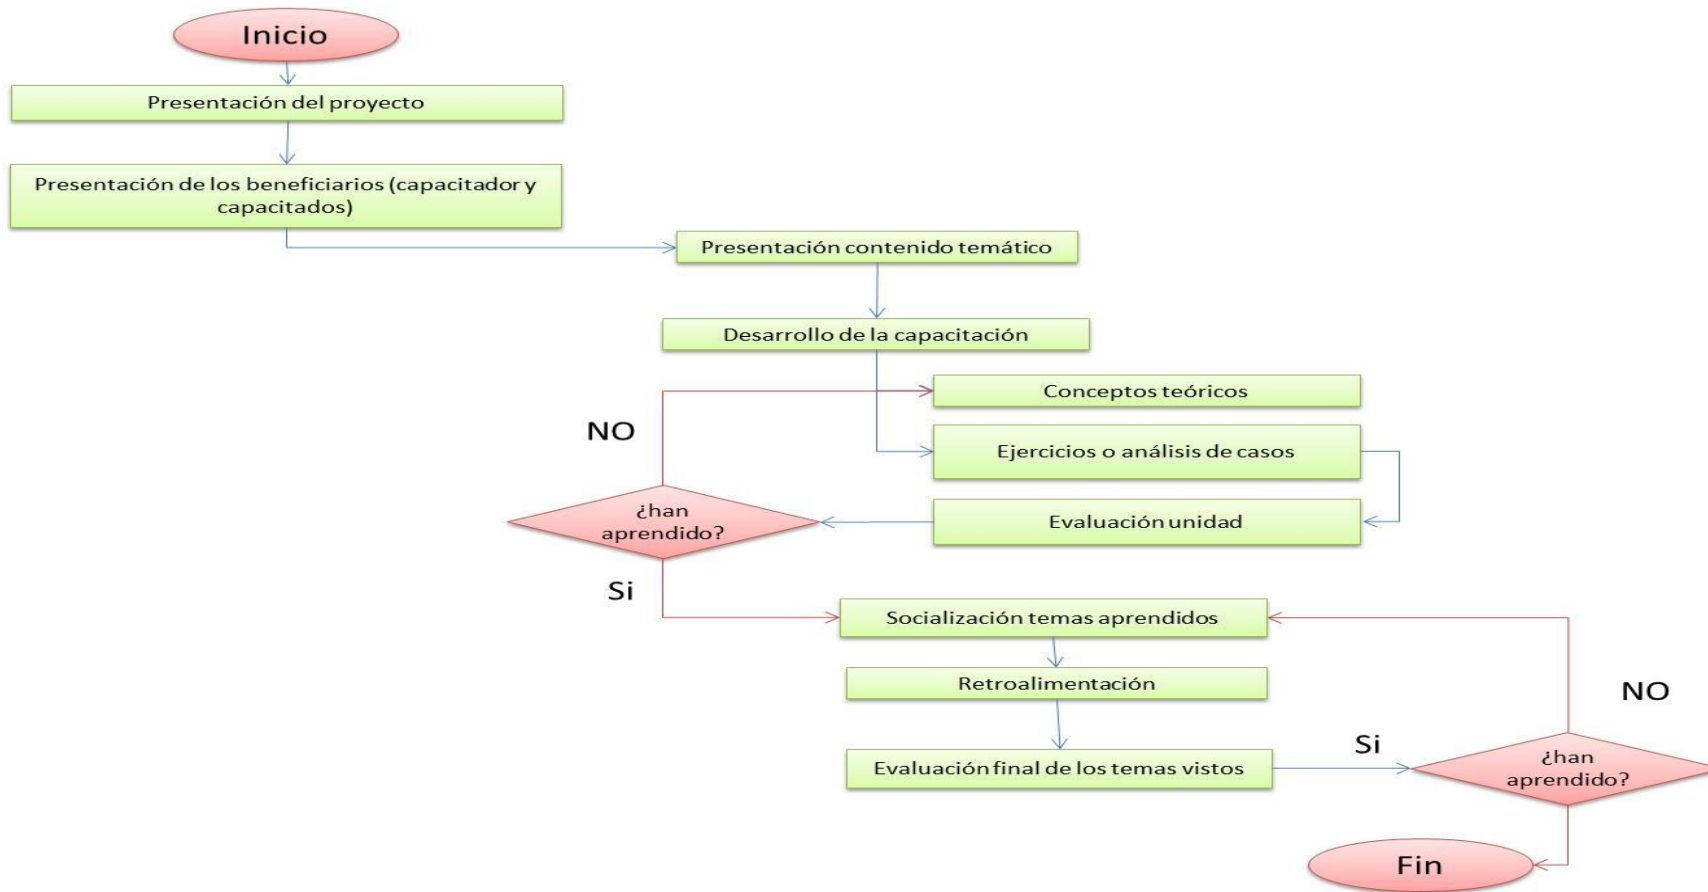 Inicio
Presentación del proyecto
Presentación de los beneficiarios (capacitador y
capacitados)
Presentación contenido temático
Desarrollo de la capacitación
Conceptos teóricos
NO
Ejercicios o análisis de casos
¿han
aprendido?
Evaluación unidad
Si
Socialización temas aprendidos
Retroalimentación
NO
Si
Evaluación final de los temas vistos
¿han
aprendido?
Fin